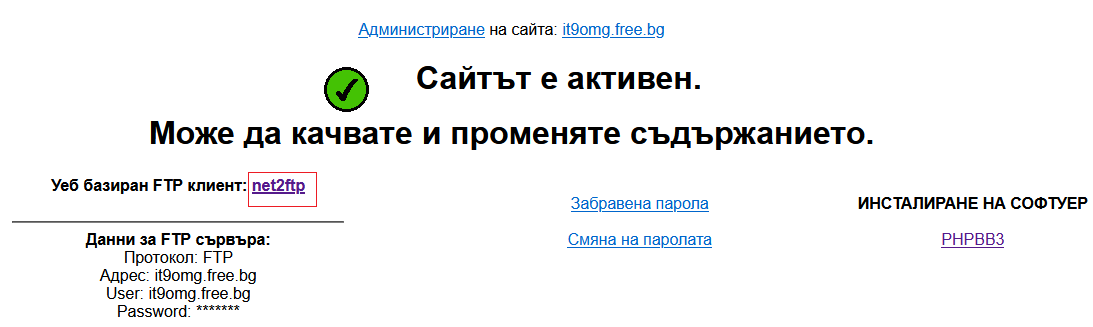 Администриране на сайта: it9omg.free.bg
Сайтът е активен.
Може да качвате и променяте съдържанието.
Уеб базиран FTP клиент: net2ftp
Данни за FTP сървъра:
Протокол: FTP
Адрес: it9omg.free.bg
User: it9omg.free.bg
Password: *******
Забравена парола
Смяна на паролата
ИНСТАЛИРАНЕ НА СОФТУЕР
PHPBB3